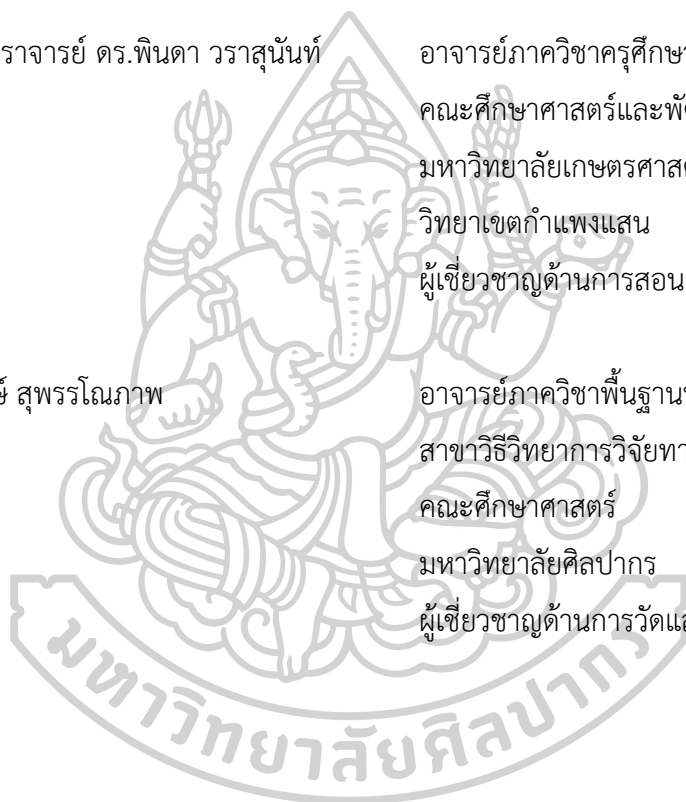 ราจารย์ ดร.พินดา วราสุนันท์ อาจารย์ภาควิชาครุศึกษา
คณะศึกษาศาสตร์และพั
มหาวิทยาลัยเกษตรศาส
วิทยาเขตกำแพงแสน
ผู้เชี่ยวชาญด้านการสอน
ษ์ สุพรรโณภาพ อาจารย์ภาควิชาพื้นฐาน
สาขาวิธีวิทยาการวิจัยทา
คณะศึกษาศาสตร์
มหาวิทยาลัยศิลปากร
ผู้เชี่ยวชาญด้านการวัดแล
มหาวิทยาลัยศิลปากร